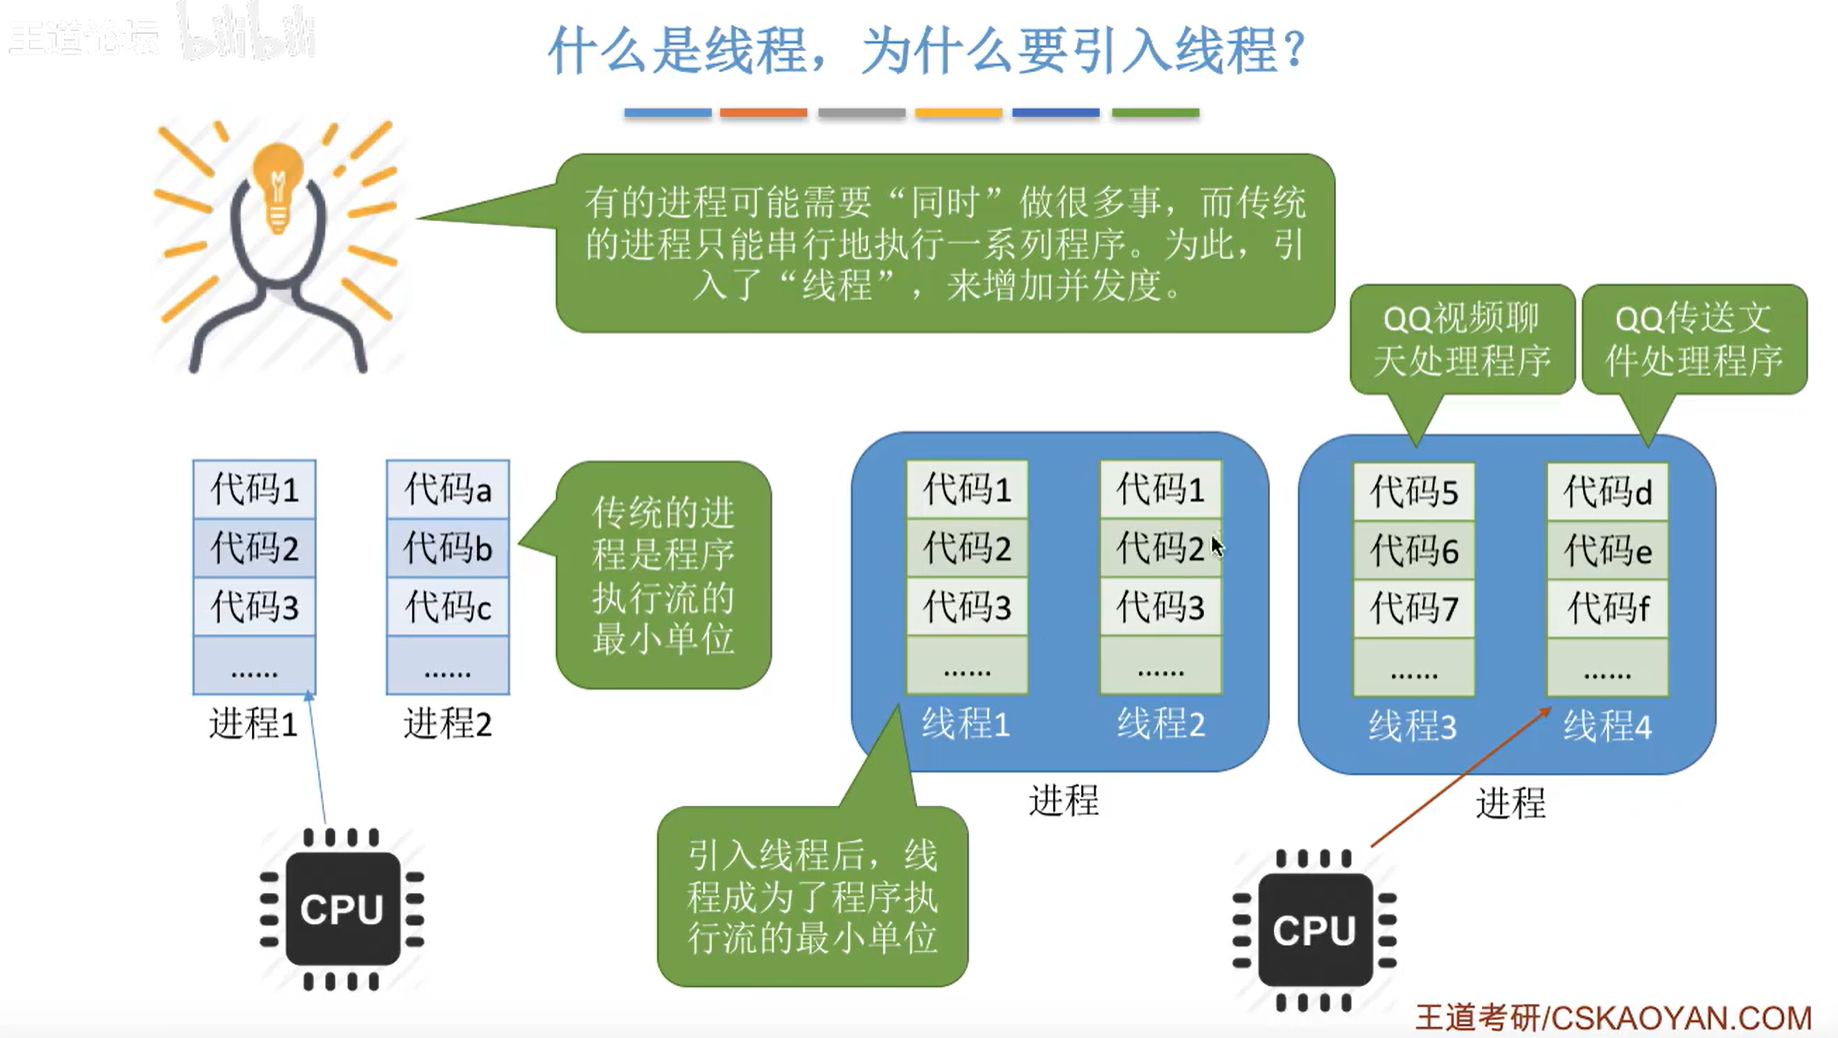 王道论坛 bilibili
什么是线程，为什么要引入线程？
有的进程可能需要“同时”做很多事，而传统
的进程只能串行地执行一系列程序。为此，引
入了“线程”，来增加并发度。
QQ视频聊
天处理程序
QQ传送文
件处理程序
代码1
代码2
代码3
……
进程1
代码a
代码b
代码c
……
进程2
传统的进
程是程序
执行流的
最小单位
代码1
代码2
代码3
……
线程1
代码1
代码2
代码3
……
线程2
进程
代码5
代码6
代码7
……
线程3
代码d
代码e
代码f
……
线程4
进程
引入线程后，线
程成为了程序执
行流的最小单位
CPU
CPU
王道考研/CSKAOYAN.COM